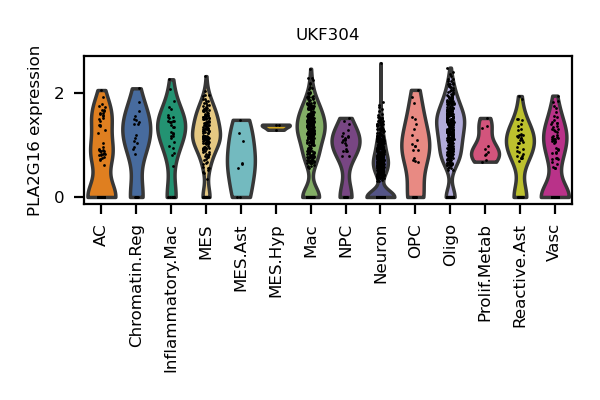 UKF304
PLA2G16 expression
2
0
AC
Chromatin.Reg
Inflammatory.Mac
MES
MES.Ast
MES.Hyp
Mac
NPC
Neuron
OPC
Oligo
Prolif.Metab
Reactive.Ast
Vasc